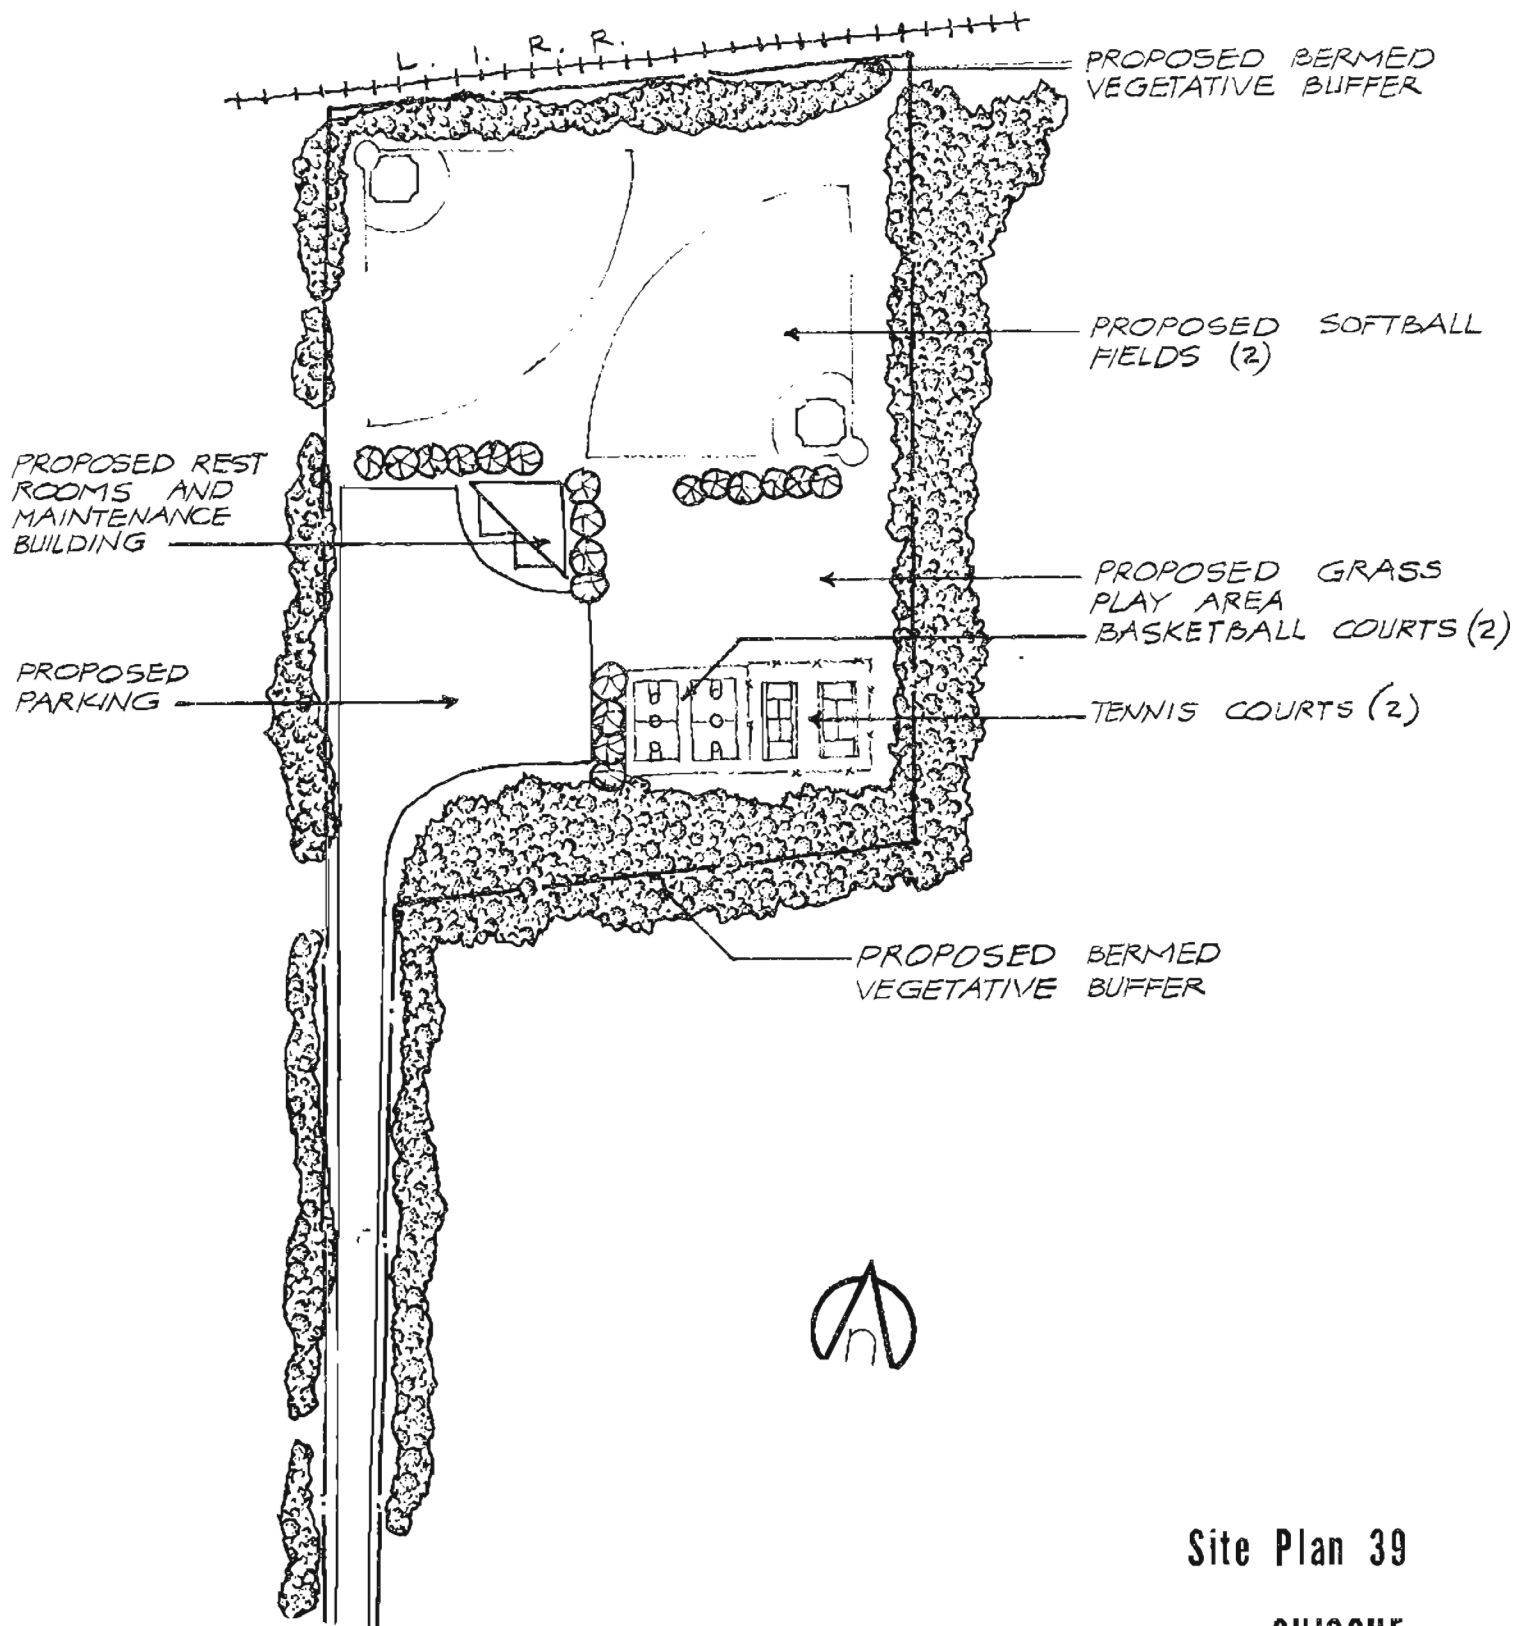 L. I. R. R.
PROPOSED BERMED
VEGETATIVE BUFFER
PROPOSED SOFTBALL
FIELDS (2)
PROPOSED REST
ROOMS AND
MAINTENANCE
BUILDING
PROPOSED GRASS
PLAY AREA
BASKETBALL COURTS (2)
PROPOSED
PARKING
TENNIS COURTS (2)
PROPOSED BERMED
VEGETATIVE BUFFER
n
Site Plan 39